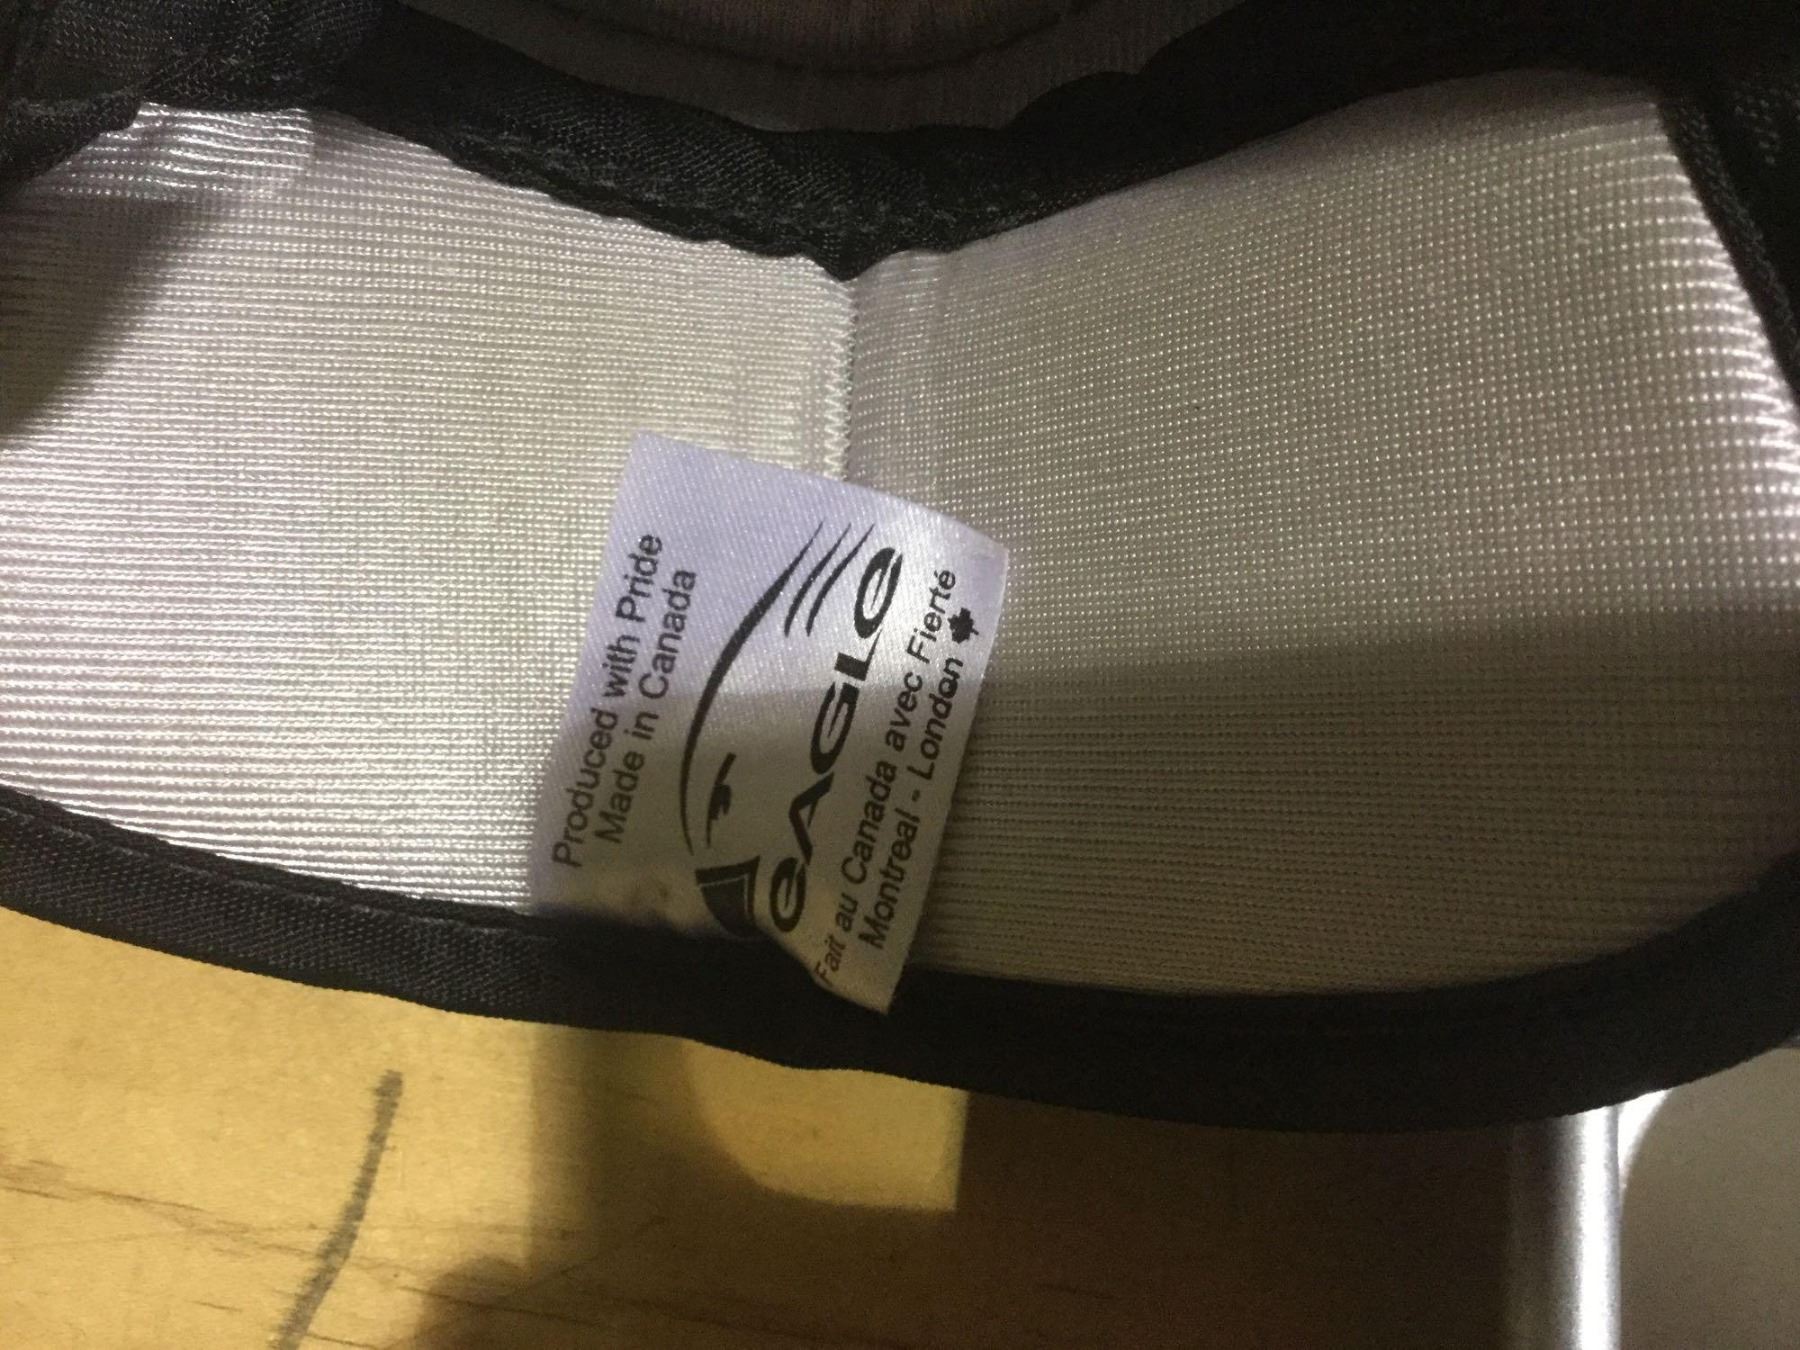 Produced with Pride
Made in Canada
eAGLe
Fait au Canada avec Fierté
Montreal - London